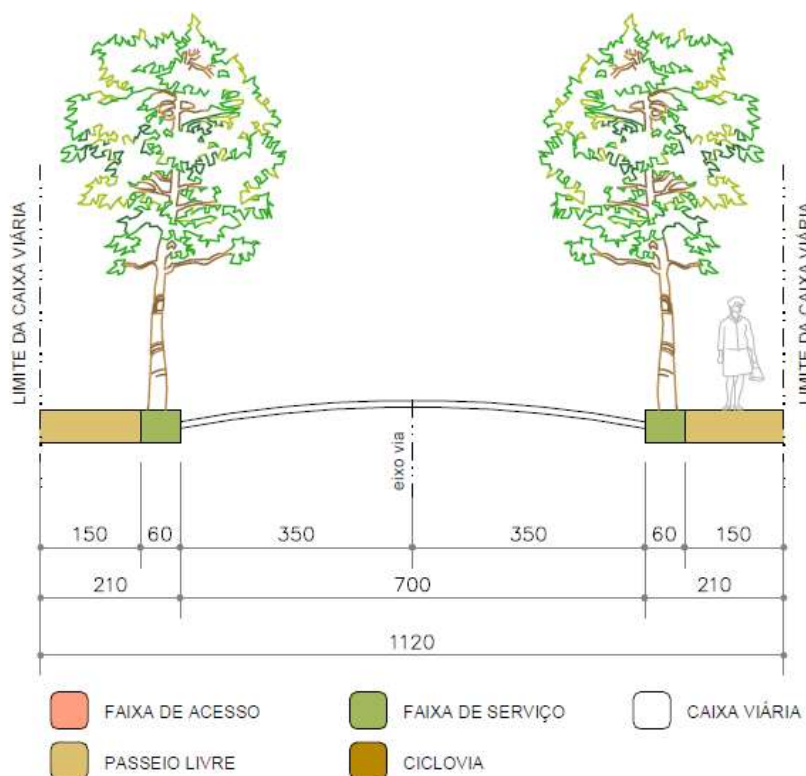 LIMITE DA CAIXA VIÁRIA
LIMITE DA CAIXA VIÁRIA
eixo via
150 60 350 350 60 150
210 700 210
1120
FAIXA DE ACESSO FAIXA DE SERVIÇO CAIXA VIÁRIA
PASSEIO LIVRE CICLOVIA